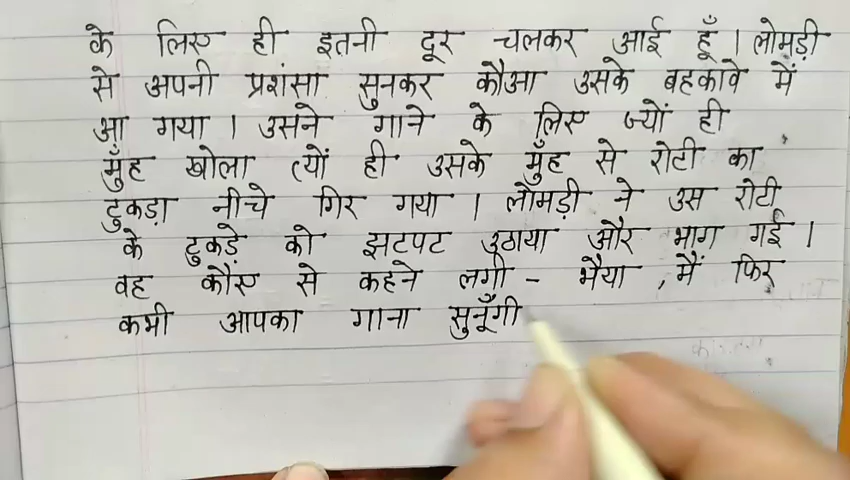 के लिए ही इतनी दूर चलकर आई हूँ । लोमड़ी
से अपनी प्रशंसा सुनकर कौआ उसके बहकावे में
आ गया । उसने गाने के लिए ज्यों ही
मुँह खोला त्यों ही उसके मुँह से रोटी का
टुकड़ा नीचे गिर गया । लोमड़ी ने उस रोटी
के टुकड़े को झटपट उठाया और भाग गई ।
वह कौए से कहने लगी - भैया , मैं फिर
कभी आपका गाना सुनूँगी